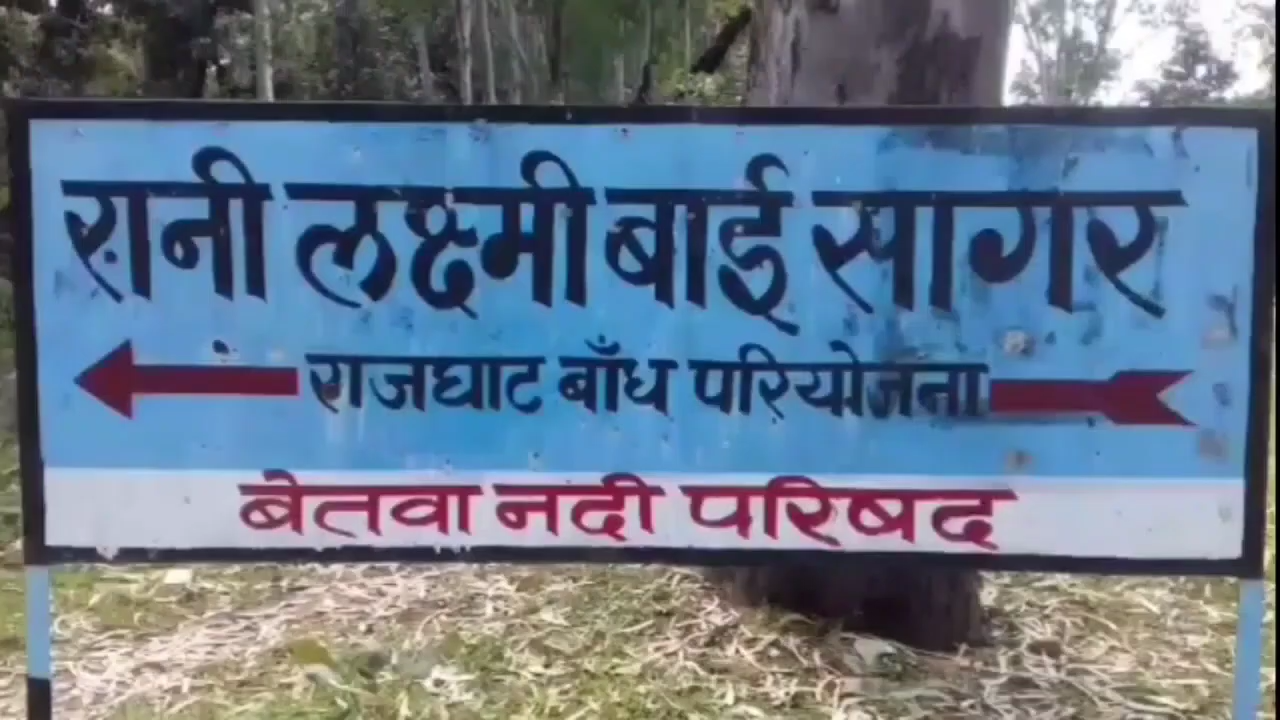 रानी लक्ष्मी बाई सागर
राजघाट बाँध परियोजना
बेतवा नदी परिषद